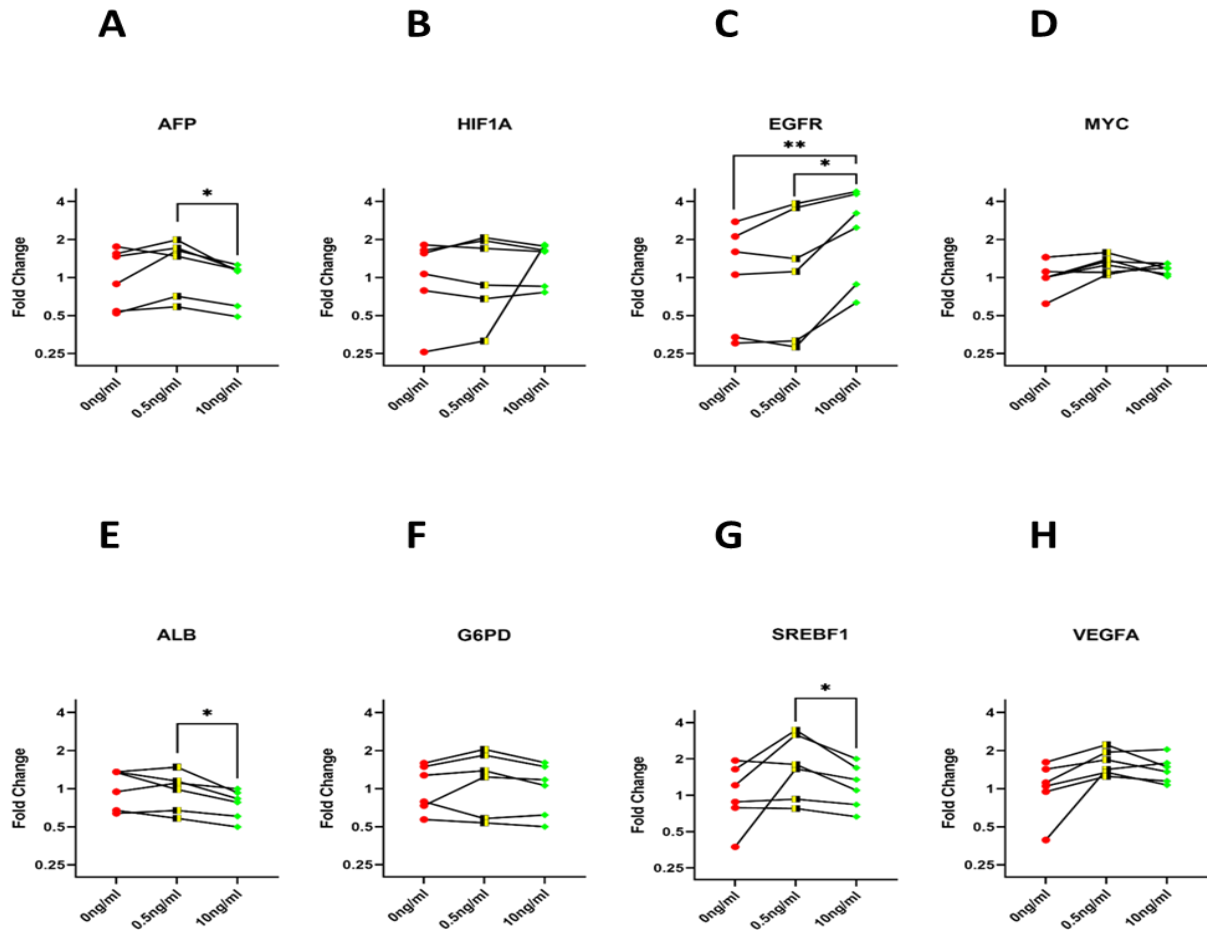 A B C D
AFP HIF1A EGFR MYC
** *
*
4 4 4 4
2 2 2 2
1 1 1 1
0.5 0.5 0.5 0.5
0.25 0.25 0.25 0.25
Fold Change Fold Change Fold Change Fold Change
0ng/ml 0.5ng/ml 10ng/ml 0ng/ml 0.5ng/ml 10ng/ml 0ng/ml 0.5ng/ml 10ng/ml 0ng/ml 0.5ng/ml 10ng/ml
E F G H
ALB G6PD SREBF1 VEGFA
* *
4 4 4 4
2 2 2 2
1 1 1 1
0.5 0.5 0.5 0.5
0.25 0.25 0.25 0.25
Fold Change Fold Change Fold Change Fold Change
0ng/ml 0.5ng/ml 10ng/ml 0ng/ml 0.5ng/ml 10ng/ml 0ng/ml 0.5ng/ml 10ng/ml 0ng/ml 0.5ng/ml 10ng/ml